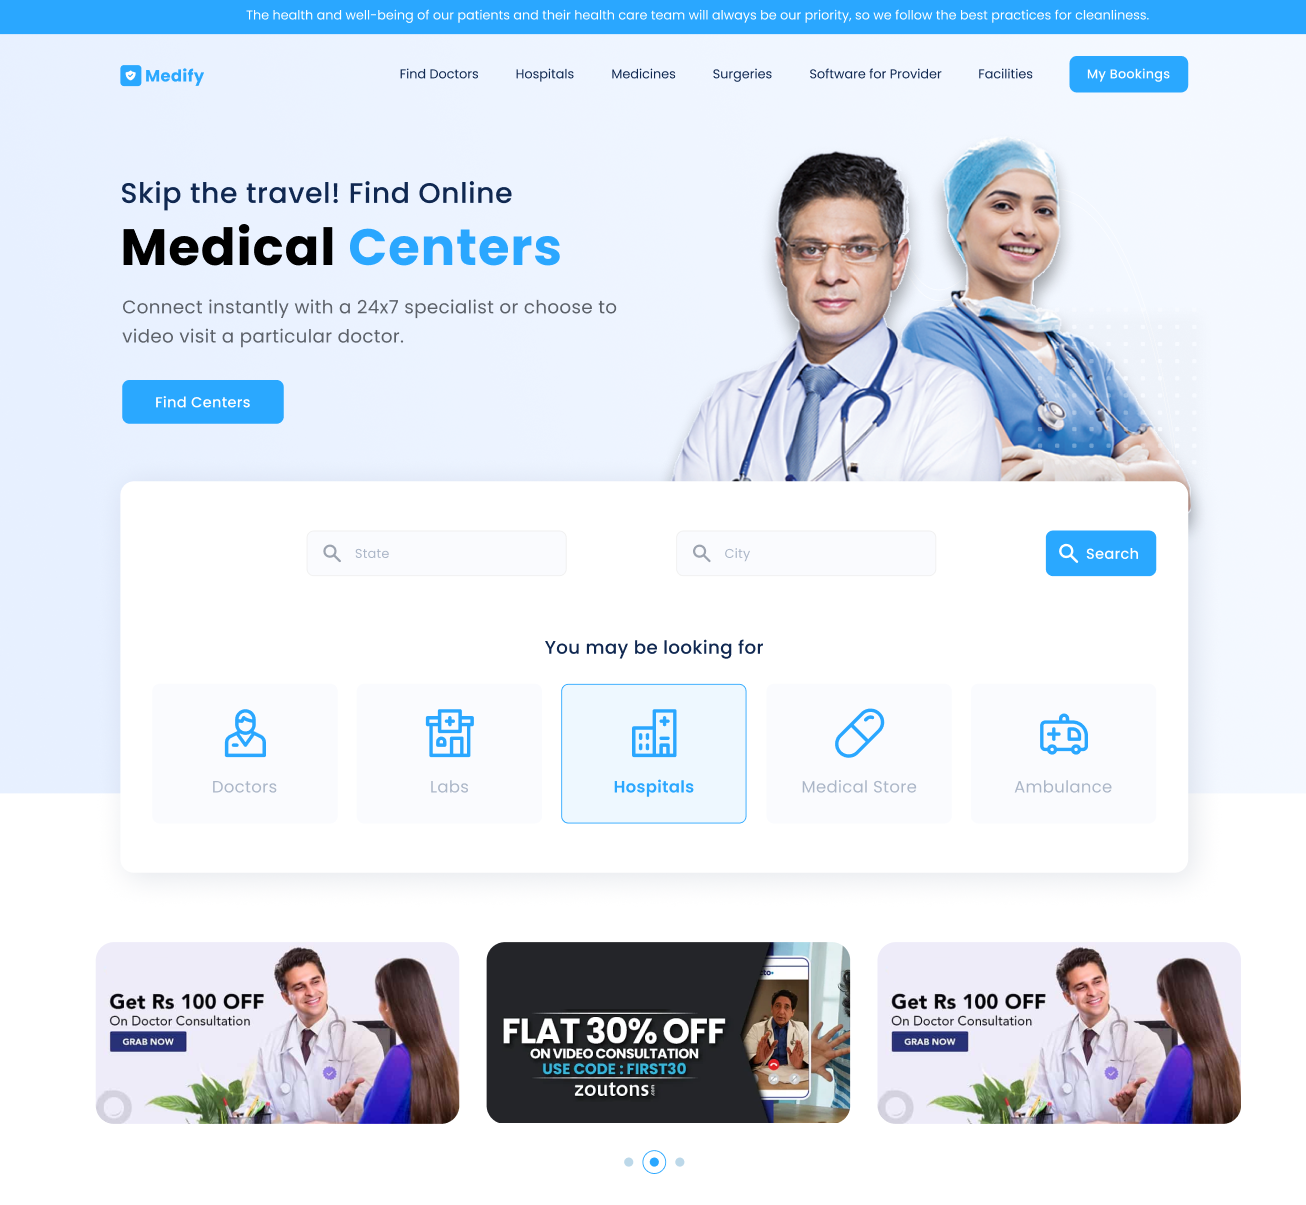 The health and well-being of our patients and their health care team will always be our priority, so we follow the best practices for cleanliness.
Medify
Find Doctors
Hospitals
Medicines
Surgeries
Software for Provider
Facilities
My Bookings
Skip the travel! Find Online
Medical Centers
Connect instantly with a 24x7 specialist or choose to
video visit a particular doctor.
Find Centers
State
City
Search
You may be looking for
Doctors
Labs
Hospitals
Medical Store
Ambulance
Get Rs 100 OFF
On Doctor Consultation
GRAB NOW
FLAT 30% OFF
ON VIDEO CONSULTATION
USE CODE : FIRST30
zoutons
Get Rs 100 OFF
On Doctor Consultation
GRAB NOW